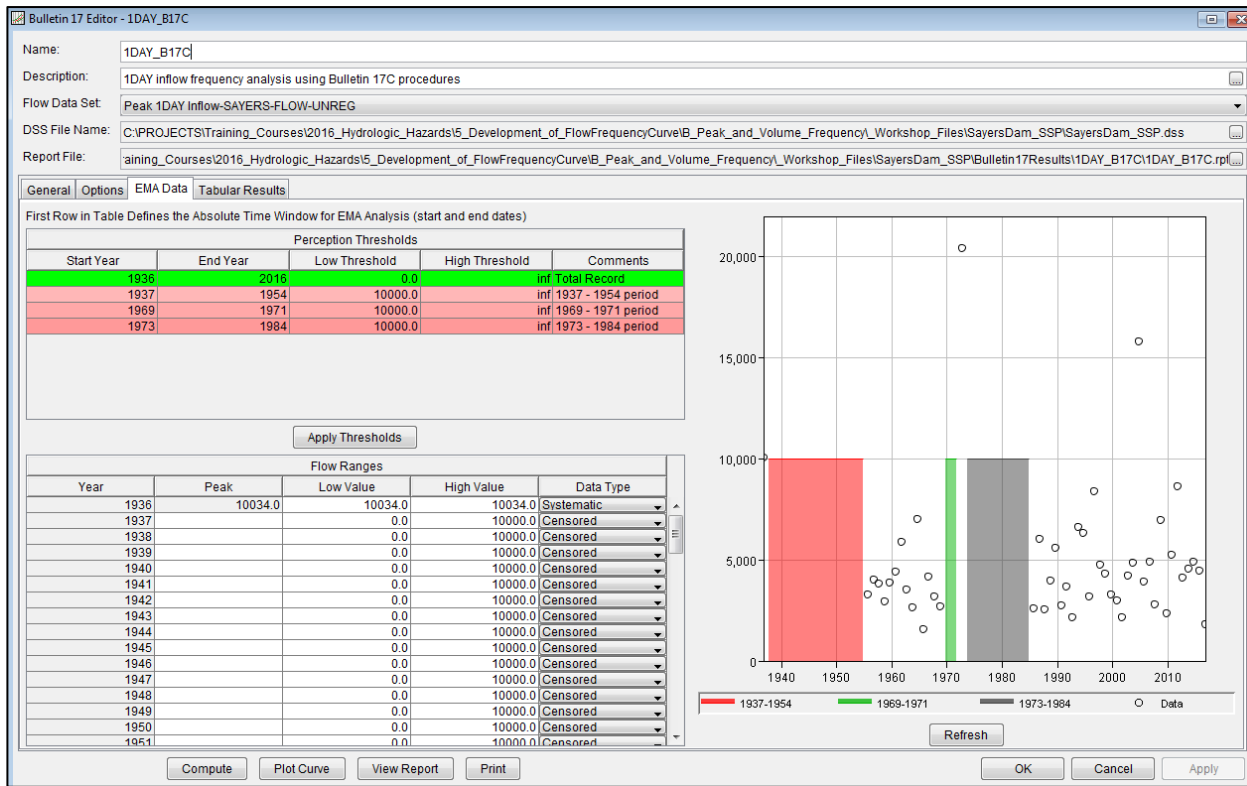 Bulletin 17 Editor - 1DAY_B17C
Name: 1DAY_B17C
Description: 1DAY inflow frequency analysis using Bulletin 17C procedures ...
Flow Data Set: Peak 1DAY Inflow-SAYERS-FLOW-UNREG
DSS File Name: C:\PROJECTS\Training_Courses\2016_Hydrologic_Hazards\5_Development_of_FlowFrequencyCurve\B_Peak_and_Volume_Frequency\_Workshop_Files\SayersDam_SSP\SayersDam_SSP.dss ...
Report File: raining_Courses\2016_Hydrologic_Hazards\5_Development_of_FlowFrequencyCurve\B_Peak_and_Volume_Frequency\_Workshop_Files\SayersDam_SSP\Bulletin17Results\1DAY_B17C\1DAY_B17C.rpt ...
General Options EMA Data Tabular Results
First Row in Table Defines the Absolute Time Window for EMA Analysis (start and end dates)
Perception Thresholds
Start Year End Year Low Threshold High Threshold Comments
1936 2016 0.0 inf Total Record
1937 1954 10000.0 inf 1937 - 1954 period
1969 1971 10000.0 inf 1969 - 1971 period
1973 1984 10000.0 inf 1973 - 1984 period
Apply Thresholds
Flow Ranges
Year Peak Low Value High Value Data Type
1936 10034.0 10034.0 10034.0 Systematic
1937 0.0 10000.0 Censored
1938 0.0 10000.0 Censored
1939 0.0 10000.0 Censored
1940 0.0 10000.0 Censored
1941 0.0 10000.0 Censored
1942 0.0 10000.0 Censored
1943 0.0 10000.0 Censored
1944 0.0 10000.0 Censored
1945 0.0 10000.0 Censored
1946 0.0 10000.0 Censored
1947 0.0 10000.0 Censored
1948 0.0 10000.0 Censored
1949 0.0 10000.0 Censored
1950 0.0 10000.0 Censored
1951 0.0 10000.0 Censored
20,000
15,000
10,000
5,000
0
1940 1950 1960 1970 1980 1990 2000 2010
1937-1954 1969-1971 1973-1984 Data
Refresh
Compute Plot Curve View Report Print OK Cancel Apply